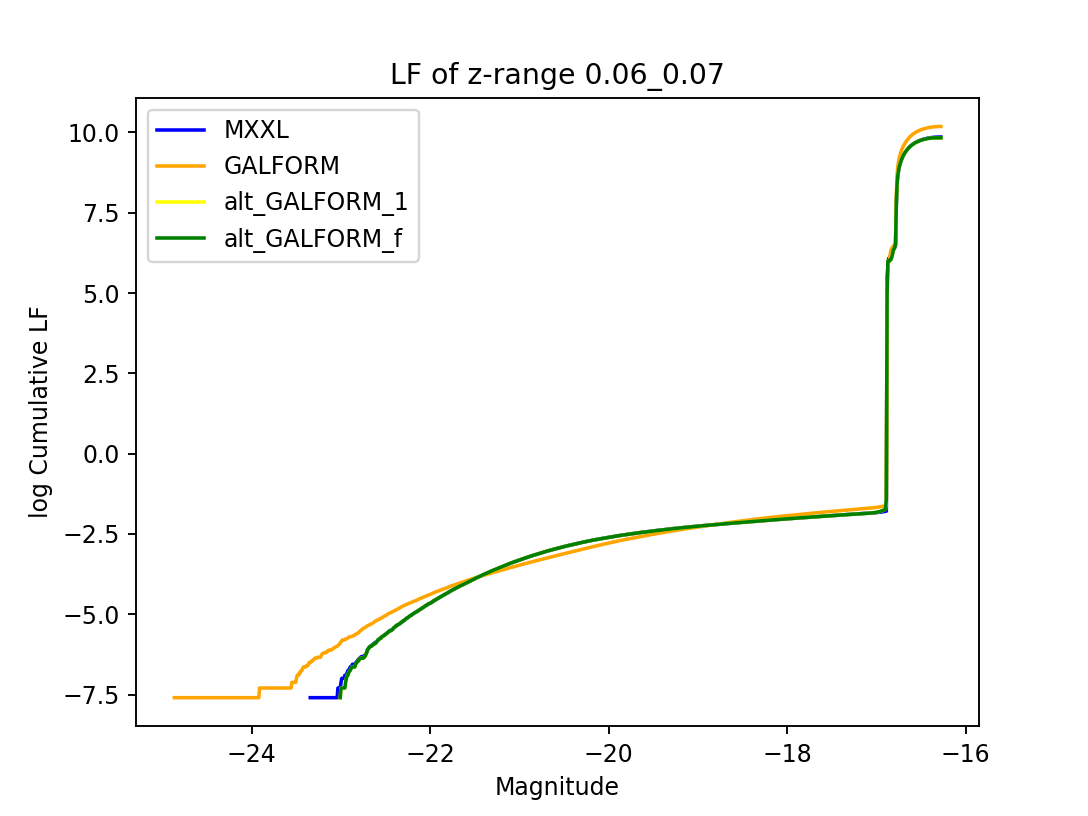 LF of z-range 0.06_0.07
MXXL
GALFORM
alt_GALFORM_1
alt_GALFORM_f
log Cumulative LF
10.0
7.5
5.0
2.5
0.0
−2.5
−5.0
−7.5
−24
−22
−20
−18
−16
Magnitude